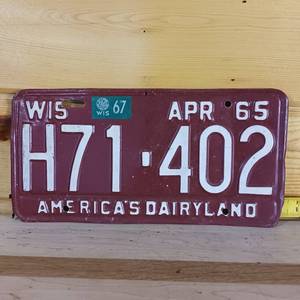 WIS WIS 67 APR 65
H71·402
AMERICA'S DAIRYLAND